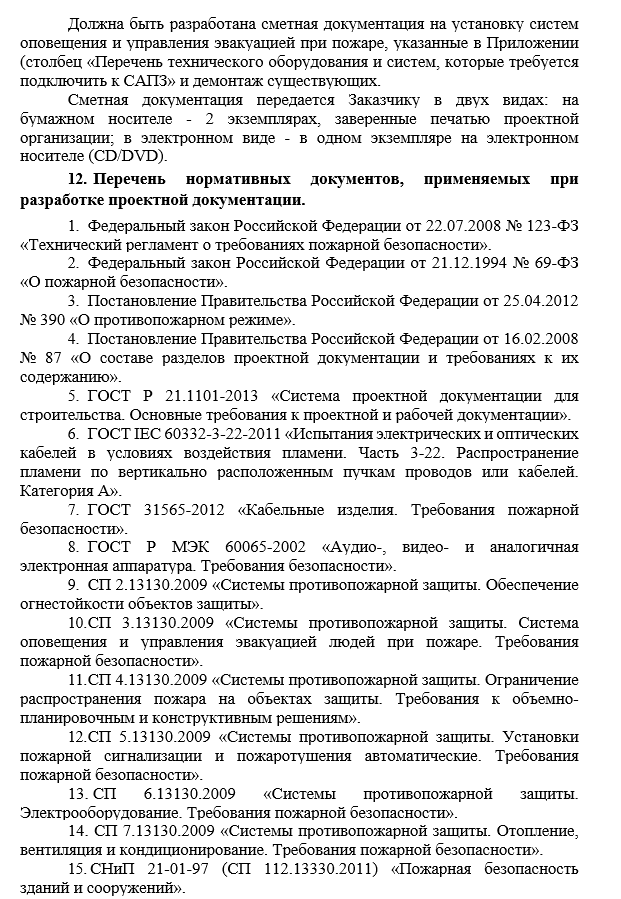 Должна быть разработана сметная документация на установку систем
оповещения и управления эвакуацией при пожаре, указанные в Приложении
(столбец «Перечень технического оборудования и систем, которые требуется
подключить к САПЗ» и демонтаж существующих.
Сметная документация передается Заказчику в двух видах: на
бумажном носителе - 2 экземплярах, заверенные печатью проектной
организации; в электронном виде - в одном экземпляре на электронном
носителе (CD/DVD).
12. Перечень нормативных документов, применяемых при
разработке проектной документации.
1. Федеральный закон Российской Федерации от 22.07.2008 № 123-ФЗ
«Технический регламент о требованиях пожарной безопасности».
2. Федеральный закон Российской Федерации от 21.12.1994 № 69-ФЗ
«О пожарной безопасности».
3. Постановление Правительства Российской Федерации от 25.04.2012
№ 390 «О противопожарном режиме».
4. Постановление Правительства Российской Федерации от 16.02.2008
№ 87 «О составе разделов проектной документации и требованиях к их
содержанию».
5. ГОСТ Р 21.1101-2013 «Система проектной документации для
строительства. Основные требования к проектной и рабочей документации».
6. ГОСТ IEC 60332-3-22-2011 «Испытания электрических и оптических
кабелей в условиях воздействия пламени. Часть 3-22. Распространение
пламени по вертикально расположенным пучкам проводов или кабелей.
Категория А».
7. ГОСТ 31565-2012 «Кабельные изделия. Требования пожарной
безопасности».
8. ГОСТ Р МЭК 60065-2002 «Аудио-, видео- и аналогичная
электронная аппаратура. Требования безопасности».
9. СП 2.13130.2009 «Системы противопожарной защиты. Обеспечение
огнестойкости объектов защиты».
10.СП 3.13130.2009 «Системы противопожарной защиты. Система
оповещения и управления эвакуацией людей при пожаре. Требования
пожарной безопасности».
11.СП 4.13130.2009 «Системы противопожарной защиты. Ограничение
распространения пожара на объектах защиты. Требования к объемно-
планировочным и конструктивным решениям».
12.СП 5.13130.2009 «Системы противопожарной защиты. Установки
пожарной сигнализации и пожаротушения автоматические. Требования
пожарной безопасности».
13. СП 6.13130.2009 «Системы противопожарной защиты.
Электрооборудование. Требования пожарной безопасности».
14. СП 7.13130.2009 «Системы противопожарной защиты. Отопление,
вентиляция и кондиционирование. Требования пожарной безопасности».
15. СНиП 21-01-97 (СП 112.13330.2011) «Пожарная безопасность
зданий и сооружений».